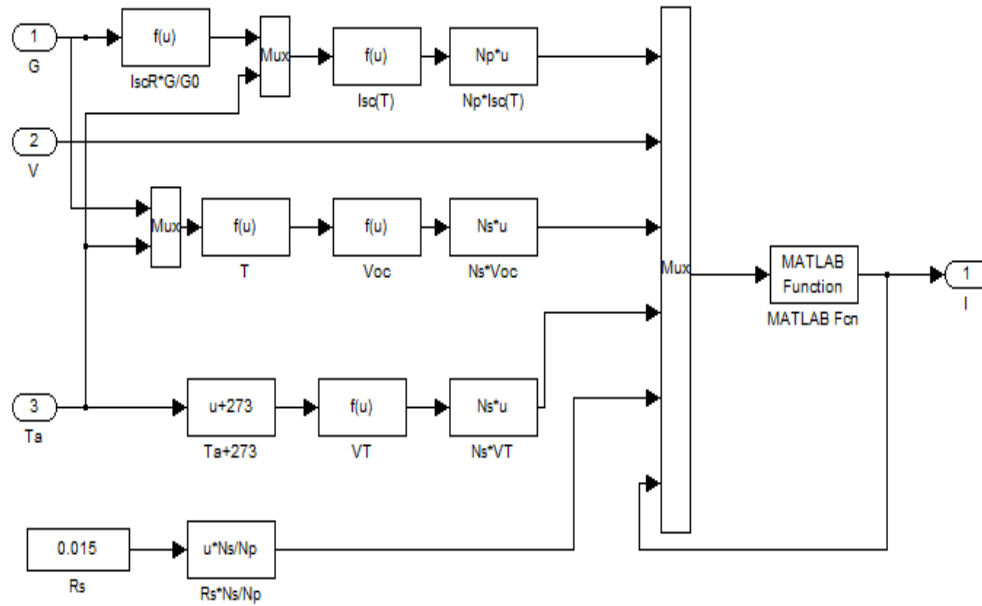 1
G
f(u)
IscR*G/G0
Mux
f(u)
Isc(T)
Np*u
Np*Isc(T)
2
V
Mux
f(u)
T
f(u)
Voc
Ns*u
Ns*Voc
Mux
MATLAB
Function
MATLAB Fcn
1
I
3
Ta
u+273
Ta+273
f(u)
VT
Ns*u
Ns*VT
0.015
Rs
u*Ns/Np
Rs*Ns/Np